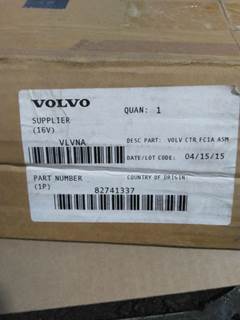 VOLVO
QUAN: 1
SUPPLIER
(16V)
VLVNA
DESC PART: VOLV CTR FCIA ASM
DATE/LOT CODE: 04/15/15
PART NUMBER
(1P)
COUNTRY OF ORIGIN:
82741337